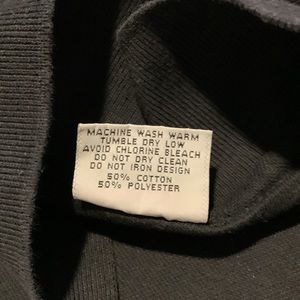 MACHINE WASH WARM
TUMBLE DRY LOW
AVOID CHLORINE BLEACH
DO NOT DRY CLEAN
DO NOT IRON DESIGN
50% COTTON
50% POLYESTER